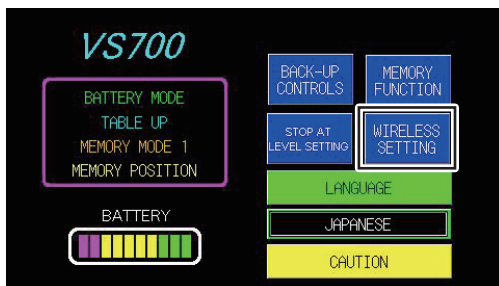 VS700
BATTERY MODE
TABLE UP
MEMORY MODE 1
MEMORY POSITION
BATTERY
BACK-UP
CONTROLS
MEMORY
FUNCTION
STOP AT
LEVEL SETTING
WIRELESS
SETTING
LANGUAGE
JAPANESE
CAUTION